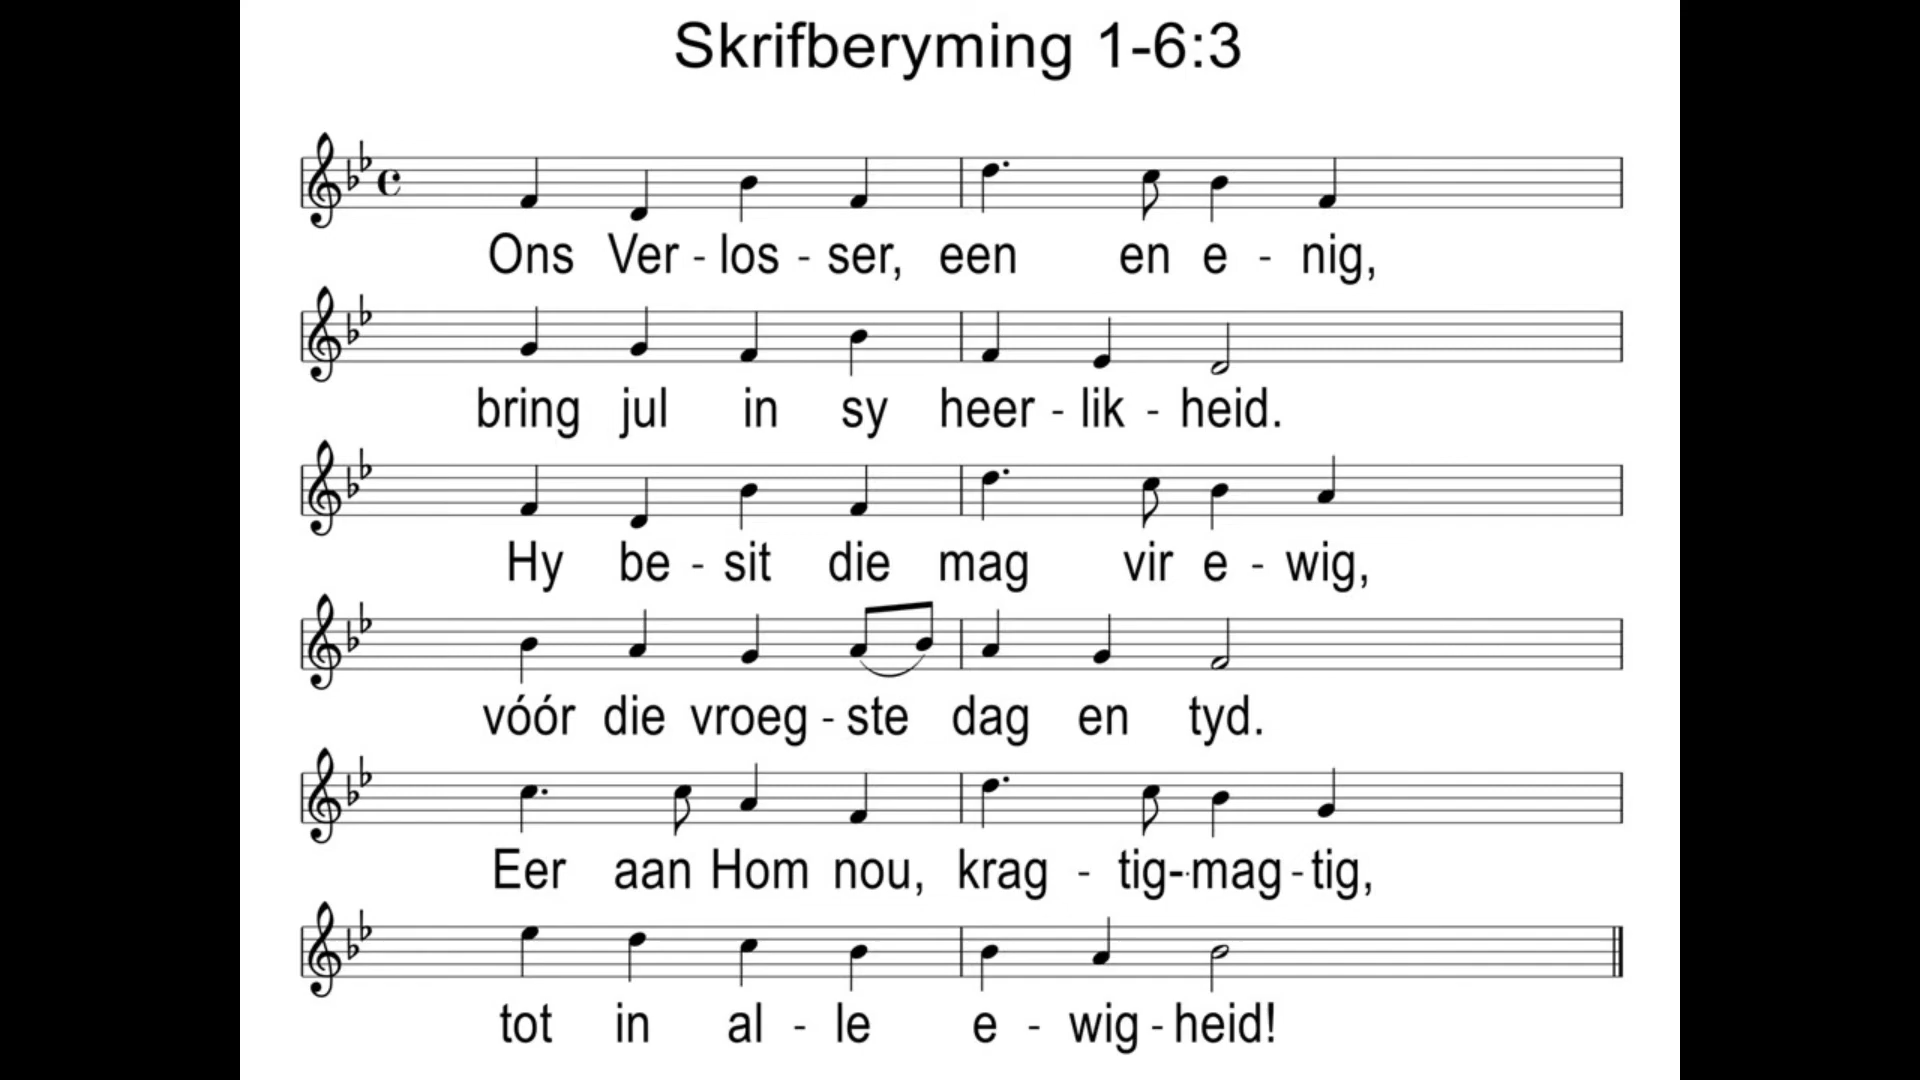 Skrifberyming 1-6:3
Ons Ver - los - ser, een en e - nig,
bring jul in sy heer - lik - heid.
Hy be - sit die mag vir e - wig,
vóór die vroeg - ste dag en tyd.
Eer aan Hom nou, krag - tig--mag - tig,
tot in al - le e - wig - heid!